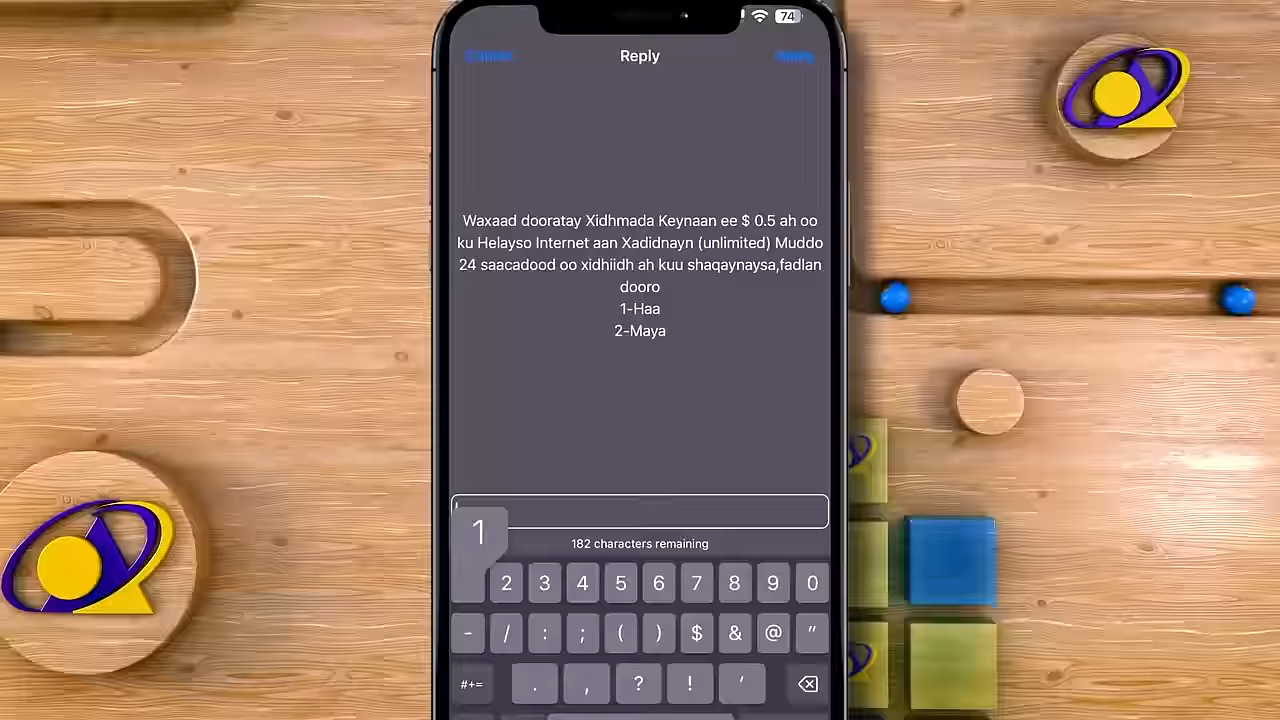 74
Reply
Waxaad dooratay Xidhmada Keynaan ee $ 0.5 ah oo
ku Helayso Internet aan Xadidnayn (unlimited) Muddo
24 saacadood oo xidhiidh ah kuu shaqaynaysa,fadlan
dooro
1-Haa
2-Maya
1
182 characters remaining
2 3 4 5 6 7 8 9 0
- / : ; ( ) $ & @ "
#+= . , ? ! '